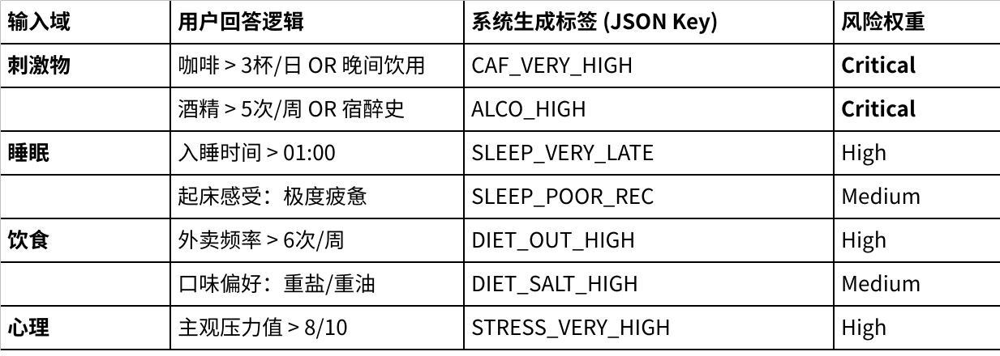 输入域 用户回答逻辑 系统生成标签 (JSON Key) 风险权重
刺激物 咖啡 > 3杯/日 OR 晚间饮用 CAF_VERY_HIGH Critical
酒精 > 5次/周 OR 宿醉史 ALCO_HIGH Critical
睡眠 入睡时间 > 01:00 SLEEP_VERY_LATE High
起床感受：极度疲惫 SLEEP_POOR_REC Medium
饮食 外卖频率 > 6次/周 DIET_OUT_HIGH High
口味偏好：重盐/重油 DIET_SALT_HIGH Medium
心理 主观压力值 > 8/10 STRESS_VERY_HIGH High